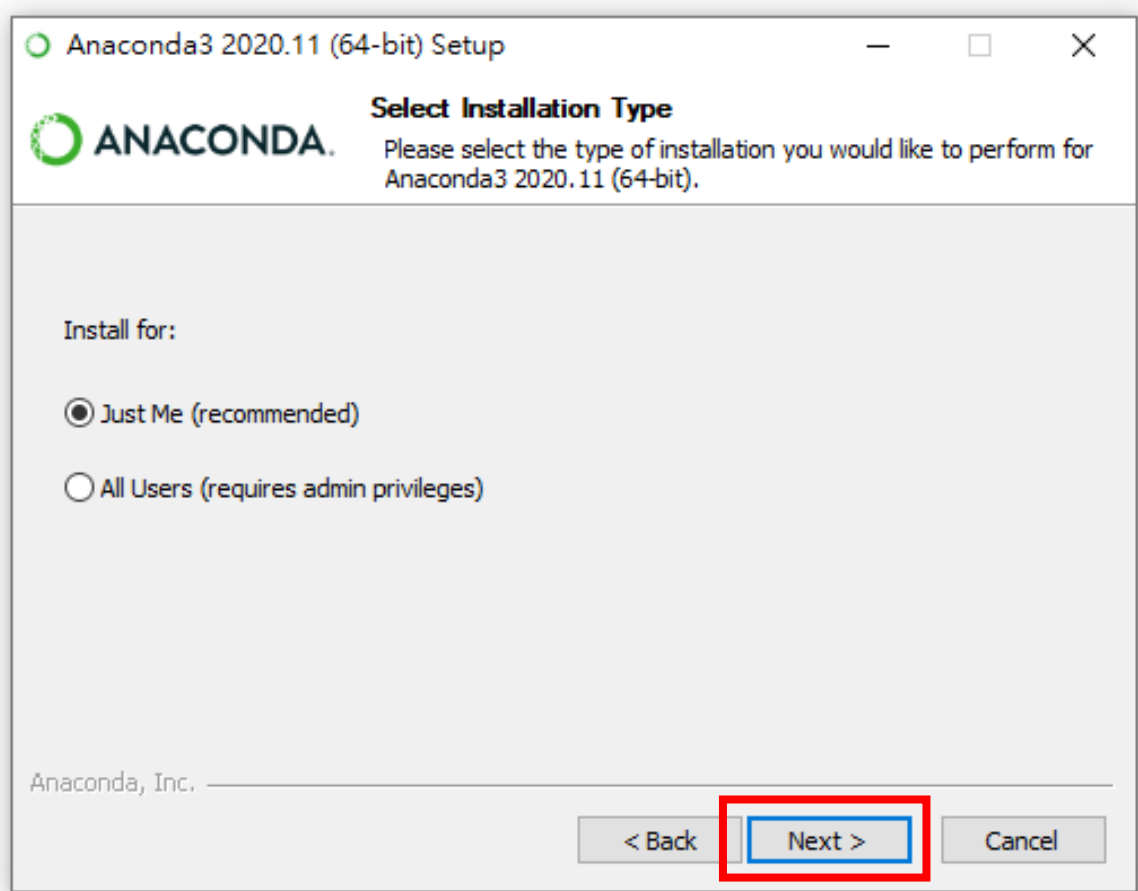 Anaconda3 2020.11 (64-bit) Setup
ANACONDA.
Select Installation Type
Please select the type of installation you would like to perform for
Anaconda3 2020.11 (64-bit).
Install for:
Just Me (recommended)
All Users (requires admin privileges)
Anaconda, Inc.
< Back Next > Cancel